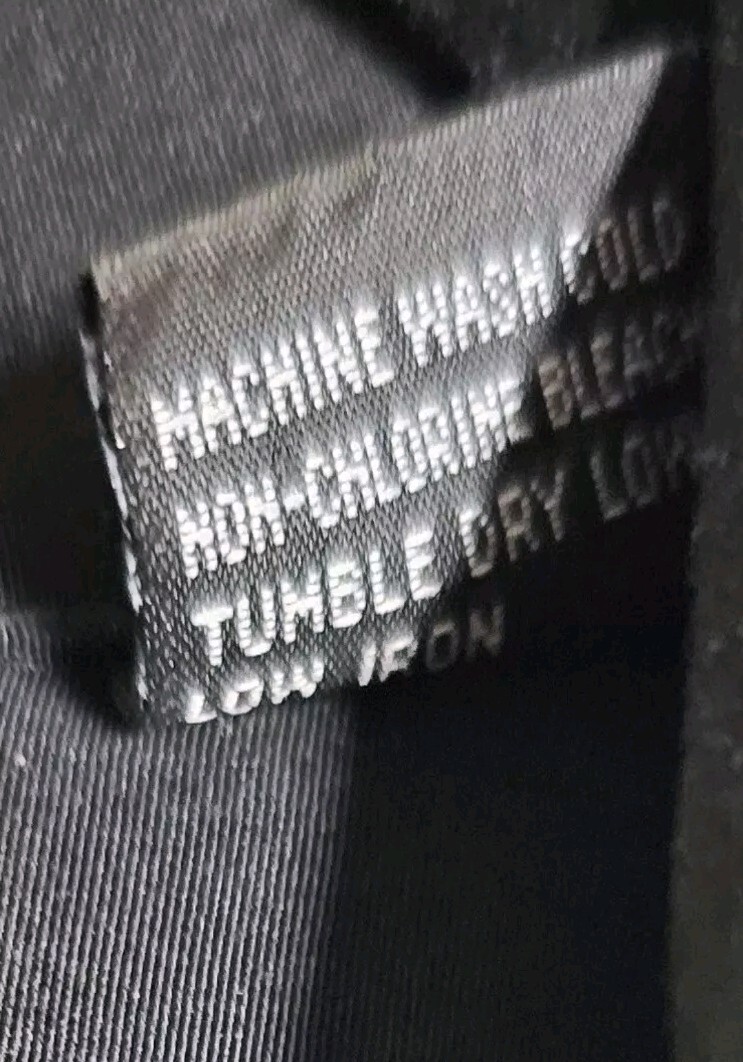 MACHINE WASH COLD
NON-CHLORINE BLEACH
TUMBLE DRY LOW
LOW IRON